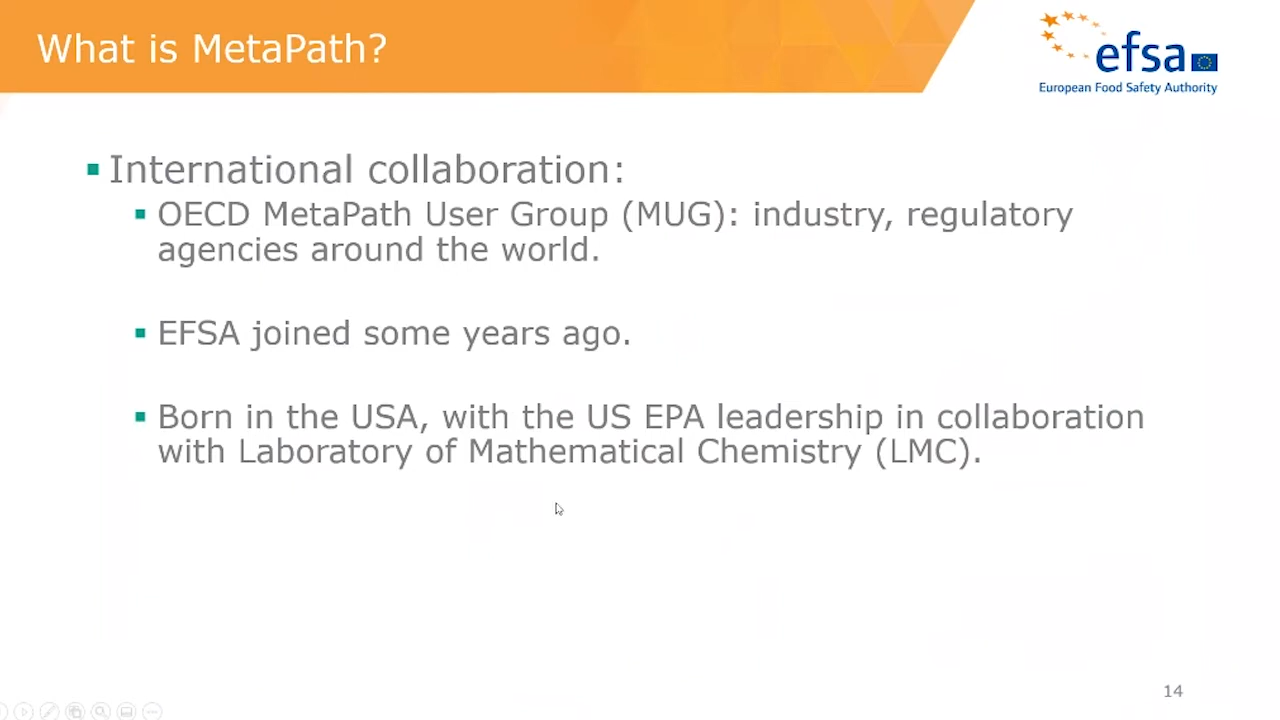 What is MetaPath?
efsa
European Food Safety Authority
International collaboration:
OECD MetaPath User Group (MUG): industry, regulatory
agencies around the world.
EFSA joined some years ago.
Born in the USA, with the US EPA leadership in collaboration
with Laboratory of Mathematical Chemistry (LMC).
14